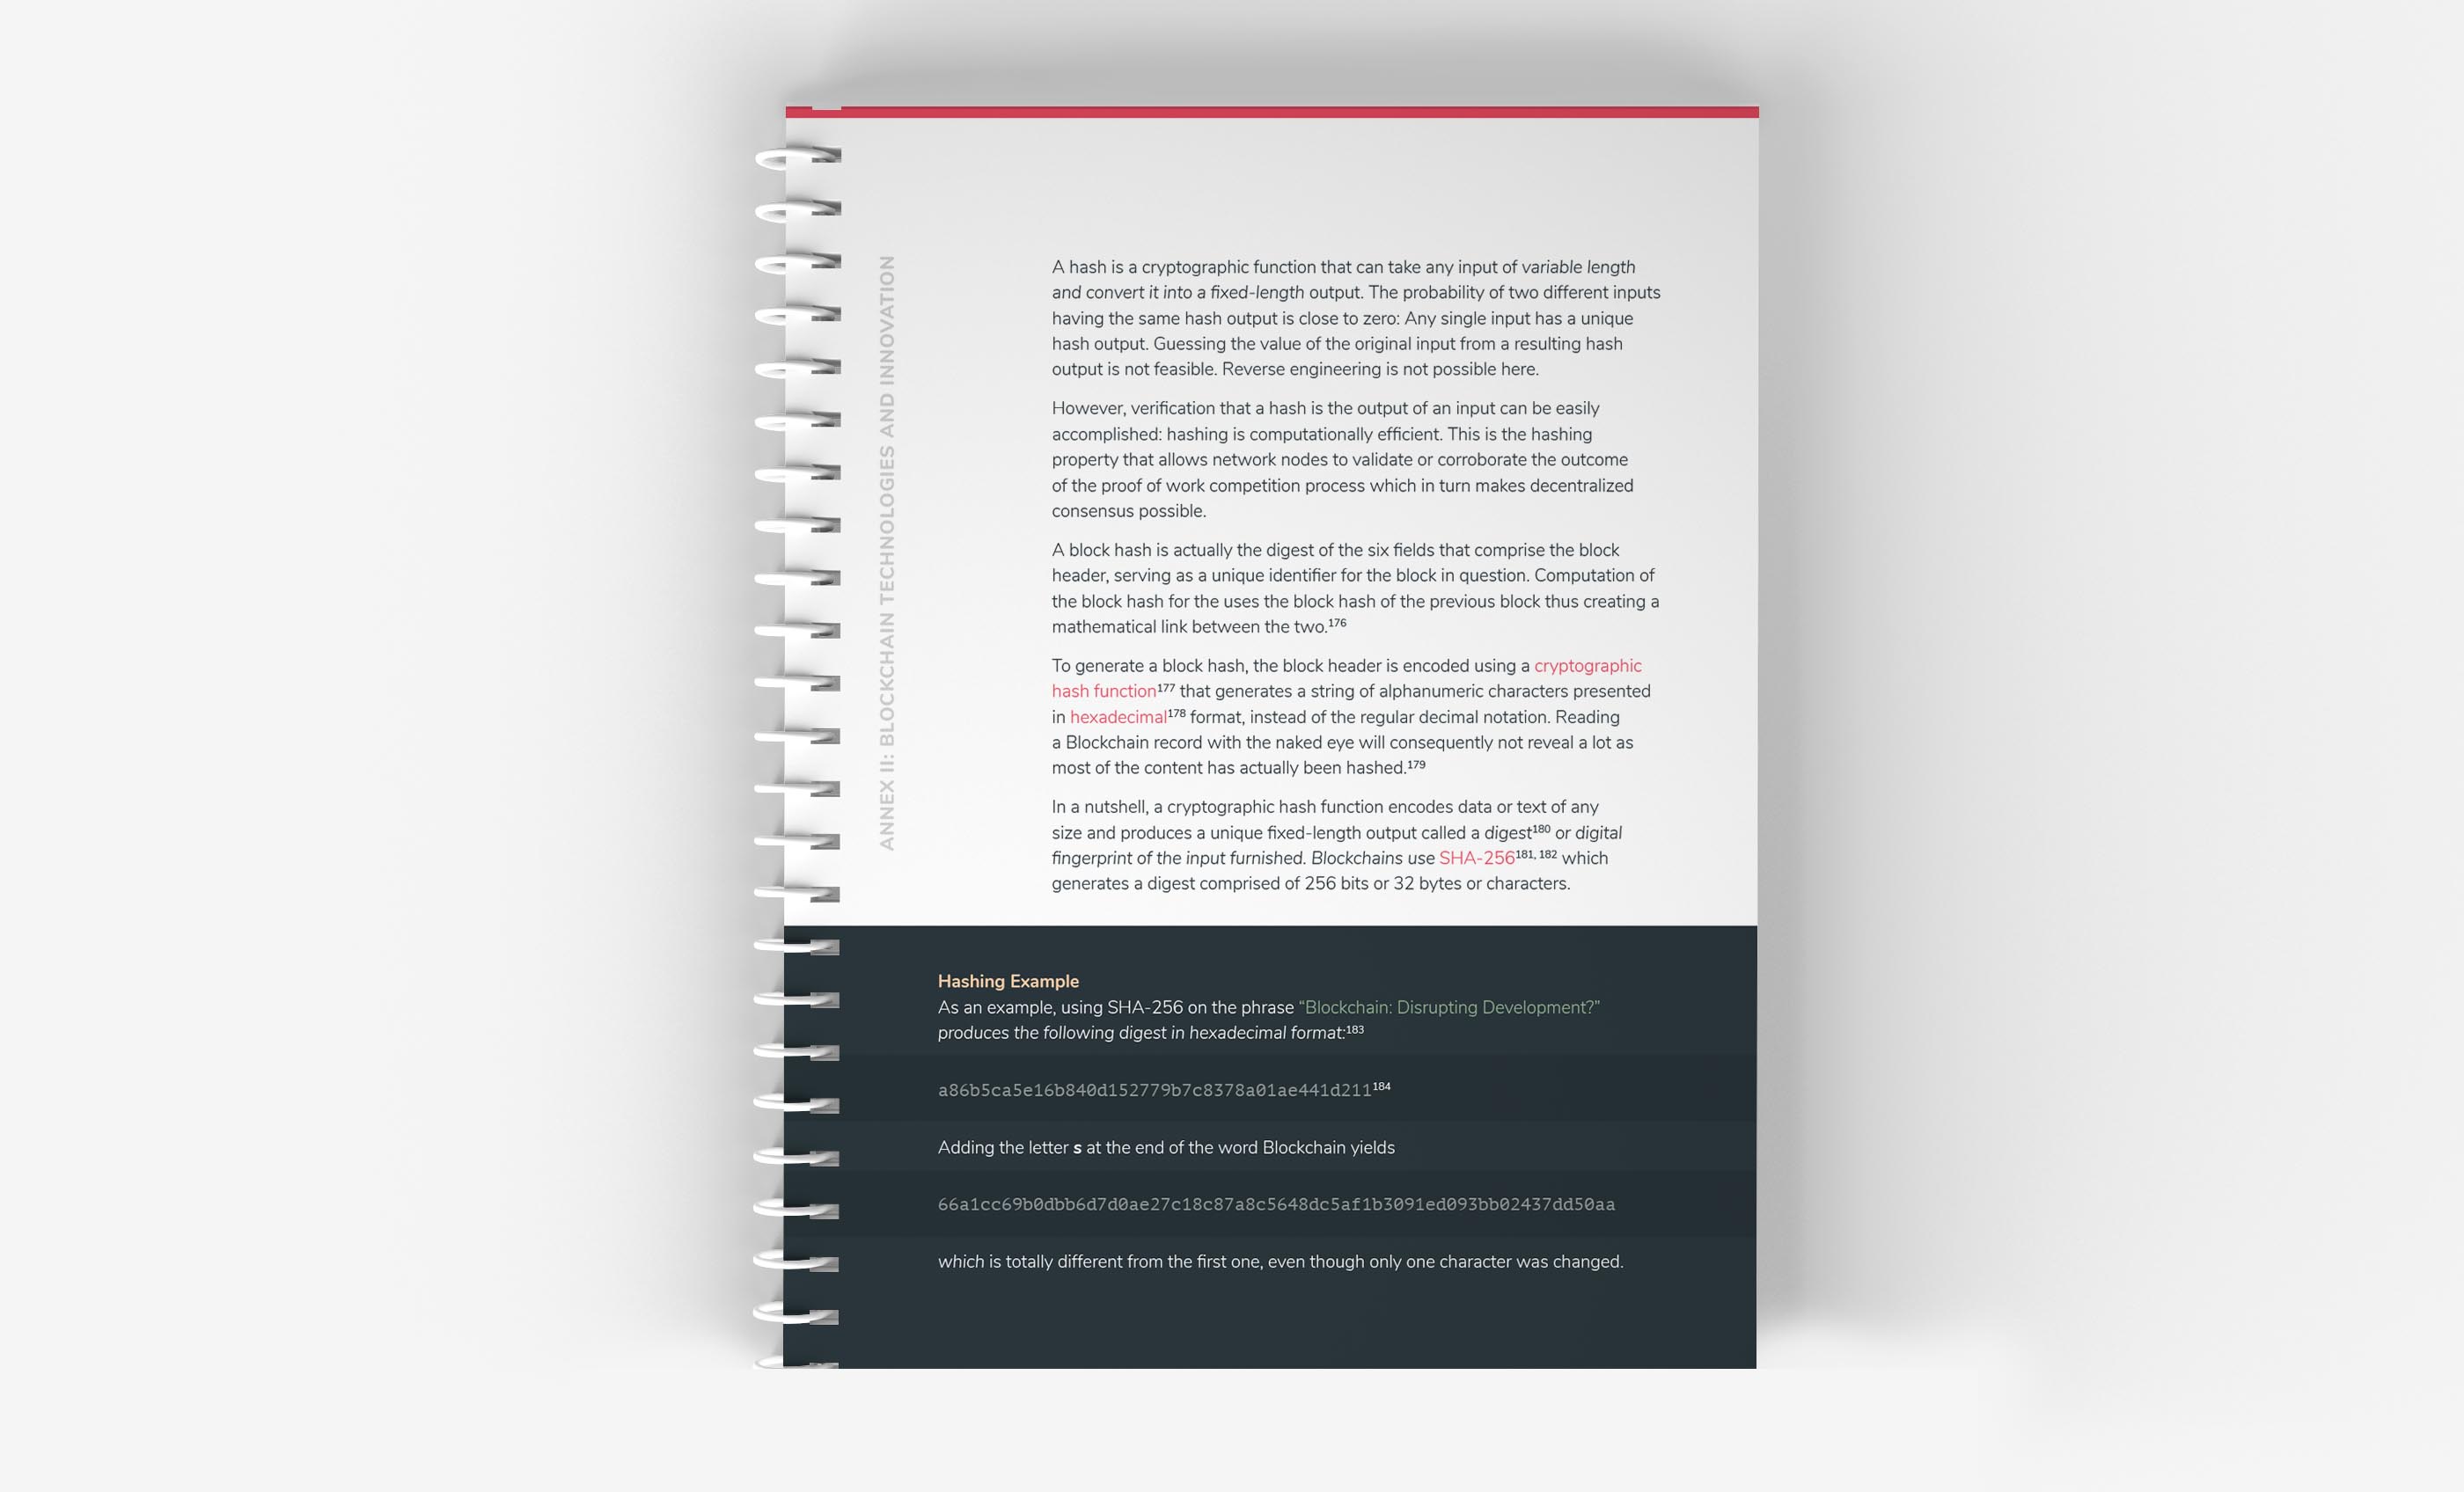 ANNEX II: BLOCKCHAIN TECHNOLOGIES AND INNOVATION
A hash is a cryptographic function that can take any input of variable length
and convert it into a fixed-length output. The probability of two different inputs
having the same hash output is close to zero: Any single input has a unique
hash output. Guessing the value of the original input from a resulting hash
output is not feasible. Reverse engineering is not possible here.
However, verification that a hash is the output of an input can be easily
accomplished: hashing is computationally efficient. This is the hashing
property that allows network nodes to validate or corroborate the outcome
of the proof of work competition process which in turn makes decentralized
consensus possible.
A block hash is actually the digest of the six fields that comprise the block
header, serving as a unique identifier for the block in question. Computation of
the block hash for the uses the block hash of the previous block thus creating a
mathematical link between the two.176
To generate a block hash, the block header is encoded using a cryptographic
hash function177 that generates a string of alphanumeric characters presented
in hexadecimal178 format, instead of the regular decimal notation. Reading
a Blockchain record with the naked eye will consequently not reveal a lot as
most of the content has actually been hashed.179
In a nutshell, a cryptographic hash function encodes data or text of any
size and produces a unique fixed-length output called a digest180 or digital
fingerprint of the input furnished. Blockchains use SHA-256181, 182 which
generates a digest comprised of 256 bits or 32 bytes or characters.
Hashing Example
As an example, using SHA-256 on the phrase “Blockchain: Disrupting Development?”
produces the following digest in hexadecimal format:183
a86b5ca5e16b840d152779b7c8378a01ae441d211184
Adding the letter s at the end of the word Blockchain yields
66a1cc69b0dbb6d7d0ae27c18c87a8c5648dc5af1b3091ed093bb02437dd50aa
which is totally different from the first one, even though only one character was changed.